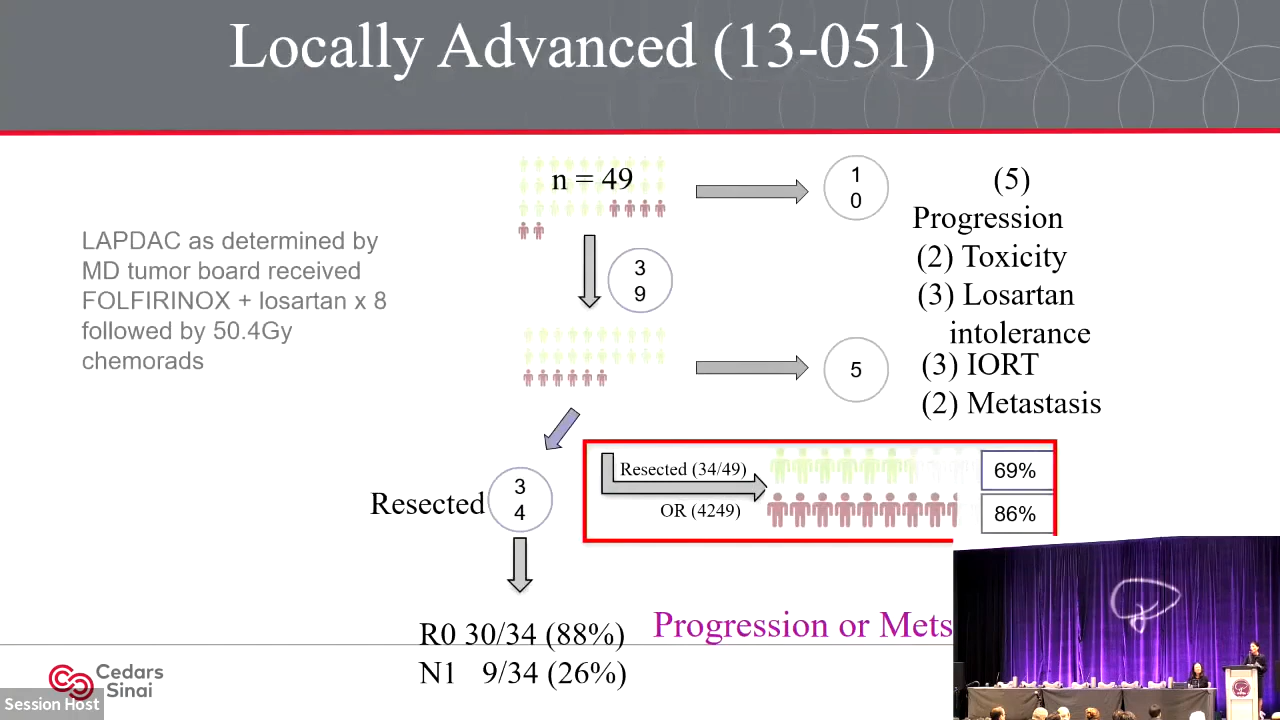 Locally Advanced (13-051)
LAPDAC as determined by
MD tumor board received
FOLFIRINOX + losartan x 8
followed by 50.4Gy
chemorads
n = 49
1
0
(5)
Progression
(2) Toxicity
(3) Losartan
intolerance
3
9
5
(3) IORT
(2) Metastasis
Resected
3
4
Resected (34/49)
69%
OR (4249)
86%
R0 30/34 (88%)
N1 9/34 (26%)
Progression or Mets
Cedars
Sinai
Session Host